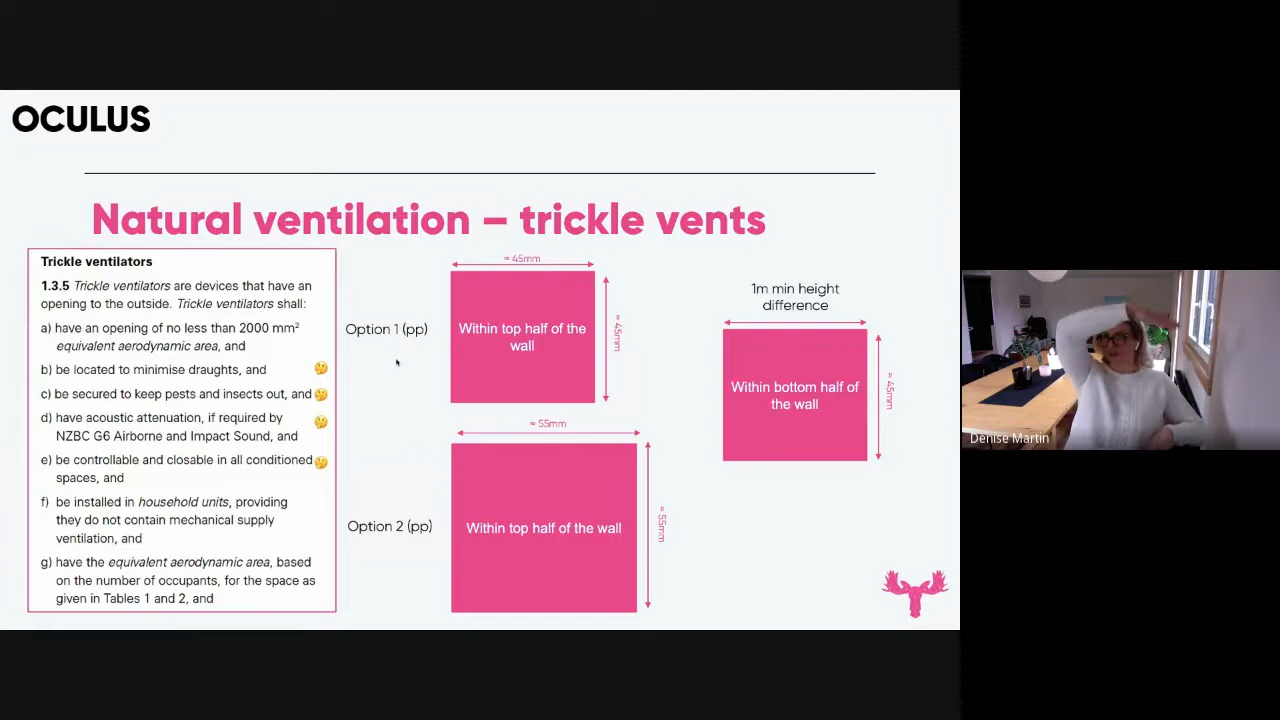 OCULUS
Natural ventilation – trickle vents
Trickle ventilators
1.3.5 Trickle ventilators are devices that have an
opening to the outside. Trickle ventilators shall:
a) have an opening of no less than 2000 mm²
equivalent aerodynamic area, and
b) be located to minimise draughts, and
c) be secured to keep pests and insects out, and
d) have acoustic attenuation, if required by
NZBC G6 Airborne and Impact Sound, and
e) be controllable and closable in all conditioned
spaces, and
f) be installed in household units, providing
they do not contain mechanical supply
ventilation, and
g) have the equivalent aerodynamic area, based
on the number of occupants, for the space as
given in Tables 1 and 2, and
Option 1 (pp)
≈ 45mm
Within top half of the
wall
≈ 45mm
1m min height
difference
Within bottom half of
the wall
≈ 45mm
Option 2 (pp)
≈ 55mm
Within top half of the wall
≈ 55mm
Denise Martin